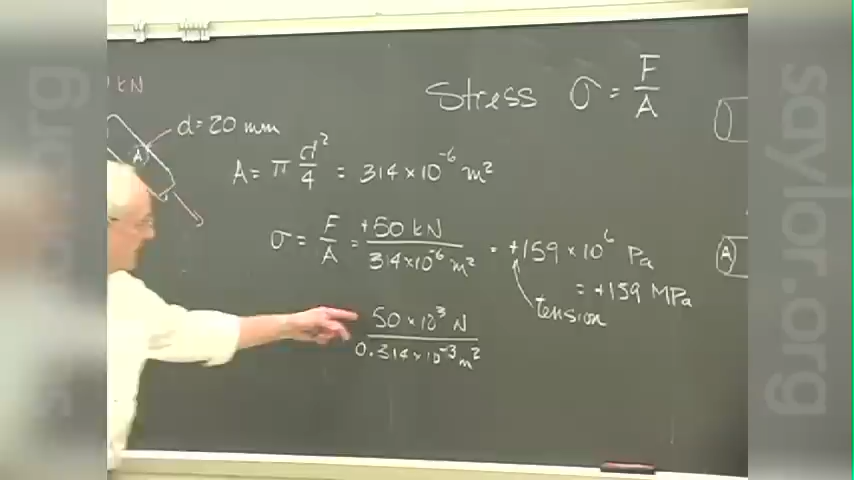 kN
Stress σ = F/A
d = 20 mm
A
A = π d²/4 = 314 × 10⁻⁶ m²
σ = F/A = +50 kN / 314 × 10⁻⁶ m² = +159 × 10⁶ Pa
= +159 MPa
tension
50 × 10³ N / 0.314 × 10⁻³ m²
A
saylor.org